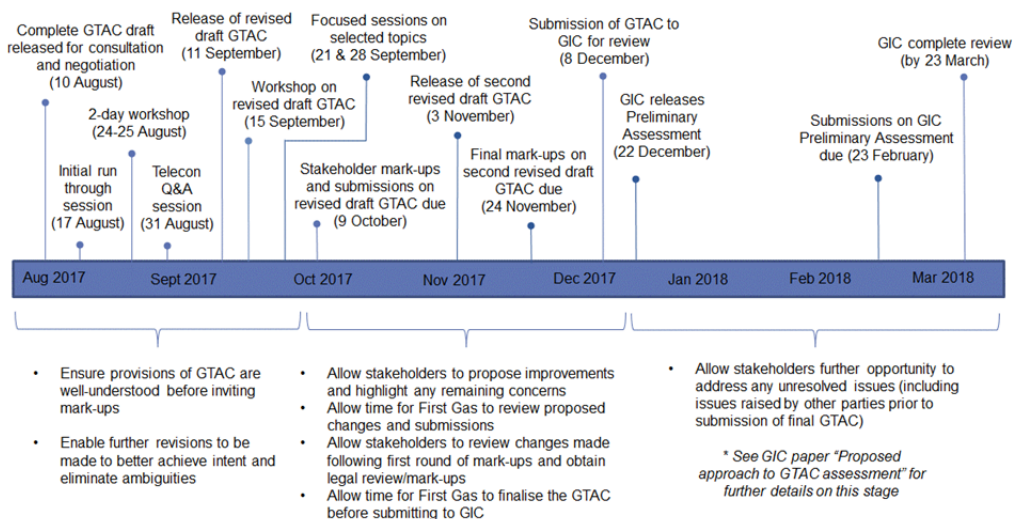 Complete GTAC draft
released for consultation
and negotiation
(10 August)
Initial run
through
session
(17 August)
2-day workshop
(24-25 August)
Telecon
Q&A
session
(31 August)
Release of revised
draft GTAC
(11 September)
Workshop on
revised draft GTAC
(15 September)
Focused sessions on
selected topics
(21 & 28 September)
Stakeholder mark-ups
and submissions on
revised draft GTAC due
(9 October)
Release of second
revised draft GTAC
(3 November)
Final mark-ups on
second revised draft
GTAC due
(24 November)
Submission of GTAC to
GIC for review
(8 December)
GIC releases
Preliminary
Assessment
(22 December)
Submissions on GIC
Preliminary Assessment
due (23 February)
GIC complete review
(by 23 March)
Aug 2017
Sept 2017
Oct 2017
Nov 2017
Dec 2017
Jan 2018
Feb 2018
Mar 2018
• Ensure provisions of GTAC are
well-understood before inviting
mark-ups
• Enable further revisions to be
made to better achieve intent and
eliminate ambiguities
• Allow stakeholders to propose improvements
and highlight any remaining concerns
• Allow time for First Gas to review proposed
changes and submissions
• Allow stakeholders to review changes made
following first round of mark-ups and obtain
legal review/mark-ups
• Allow time for First Gas to finalise the GTAC
before submitting to GIC
• Allow stakeholders further opportunity to
address any unresolved issues (including
issues raised by other parties prior to
submission of final GTAC)
* See GIC paper “Proposed
approach to GTAC assessment” for
further details on this stage